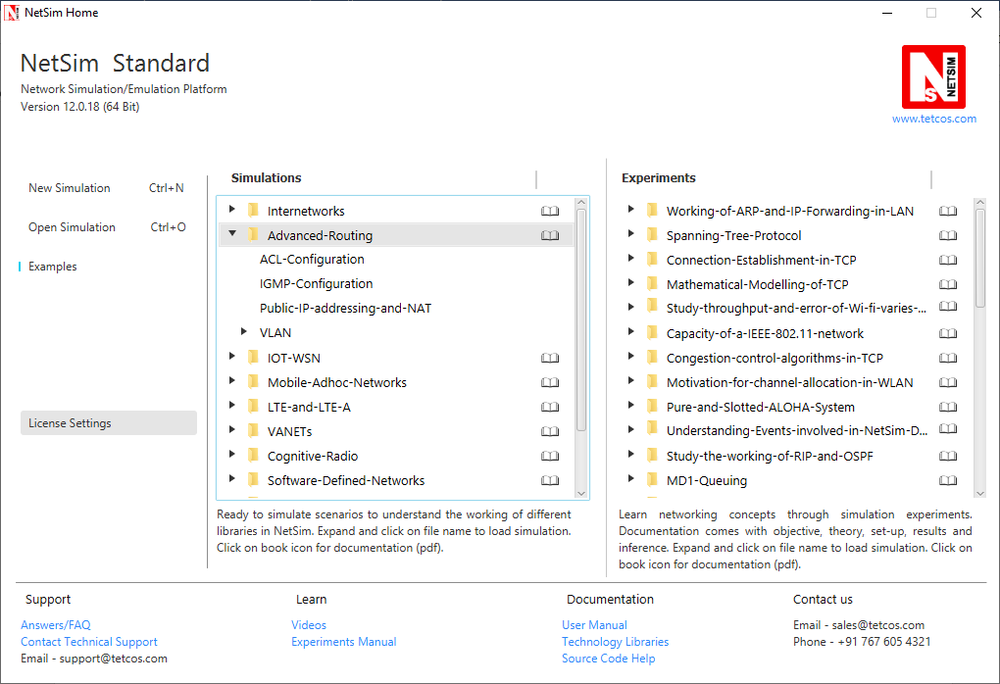 NetSim Home
NetSim Standard
Network Simulation/Emulation Platform
Version 12.0.18 (64 Bit)
NS NETSIM
www.tetcos.com
New Simulation Ctrl+N
Open Simulation Ctrl+O
Examples
License Settings
Simulations
Internetworks
Advanced-Routing
ACL-Configuration
IGMP-Configuration
Public-IP-addressing-and-NAT
VLAN
IOT-WSN
Mobile-Adhoc-Networks
LTE-and-LTE-A
VANETs
Cognitive-Radio
Software-Defined-Networks
Ready to simulate scenarios to understand the working of different
libraries in NetSim. Expand and click on file name to load simulation.
Click on book icon for documentation (pdf).
Experiments
Working-of-ARP-and-IP-Forwarding-in-LAN
Spanning-Tree-Protocol
Connection-Establishment-in-TCP
Mathematical-Modelling-of-TCP
Study-throughput-and-error-of-Wi-fi-varies-...
Capacity-of-a-IEEE-802.11-network
Congestion-control-algorithms-in-TCP
Motivation-for-channel-allocation-in-WLAN
Pure-and-Slotted-ALOHA-System
Understanding-Events-involved-in-NetSim-D...
Study-the-working-of-RIP-and-OSPF
MD1-Queuing
Learn networking concepts through simulation experiments.
Documentation comes with objective, theory, set-up, results and
inference. Expand and click on file name to load simulation. Click on
book icon for documentation (pdf).
Support
Answers/FAQ
Contact Technical Support
Email - support@tetcos.com
Learn
Videos
Experiments Manual
Documentation
User Manual
Technology Libraries
Source Code Help
Contact us
Email - sales@tetcos.com
Phone - +91 767 605 4321